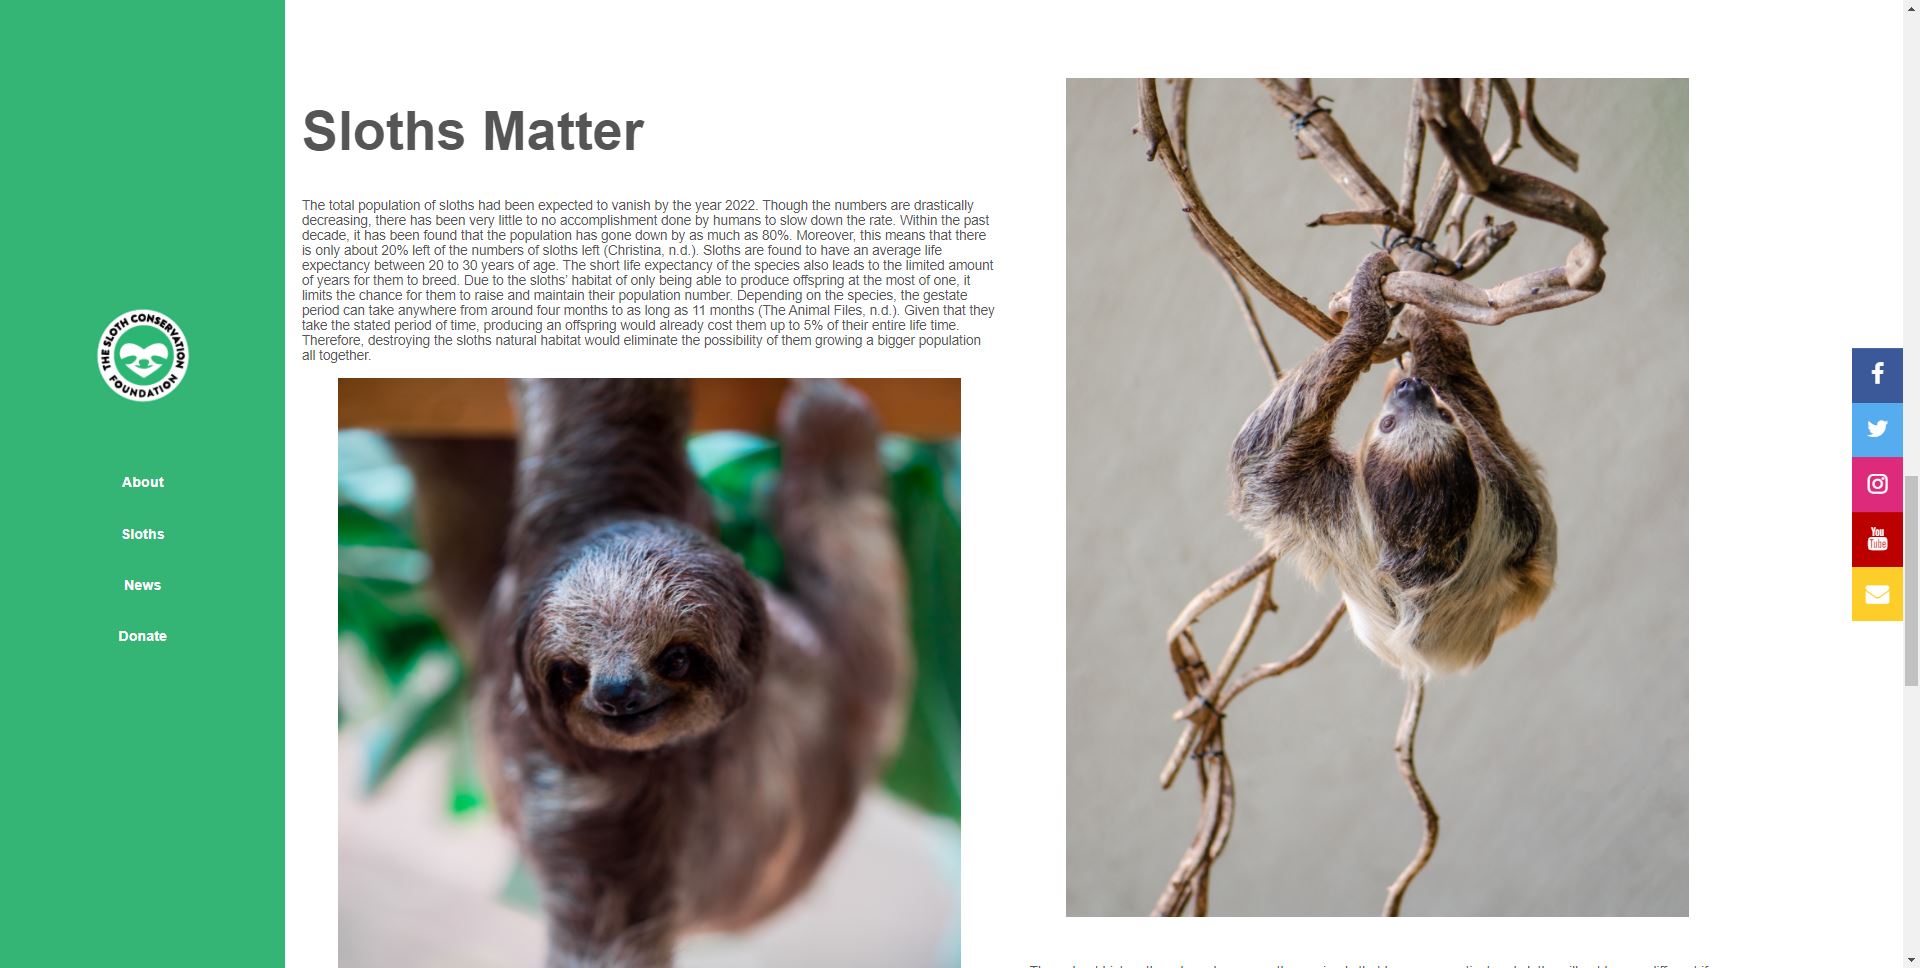 THE SLOTH CONSERVATION
FOUNDATION
About
Sloths
News
Donate
Sloths Matter
The total population of sloths had been expected to vanish by the year 2022. Though the numbers are drastically
decreasing, there has been very little to no accomplishment done by humans to slow down the rate. Within the past
decade, it has been found that the population has gone down by as much as 80%. Moreover, this means that there
is only about 20% left of the numbers of sloths left (Christina, n.d.). Sloths are found to have an average life
expectancy between 20 to 30 years of age. The short life expectancy of the species also leads to the limited amount
of years for them to breed. Due to the sloths' habitat of only being able to produce offspring at the most of one, it
limits the chance for them to raise and maintain their population number. Depending on the species, the gestate
period can take anywhere from around four months to as long as 11 months (The Animal Files, n.d.). Given that they
take the stated period of time, producing an offspring would already cost them up to 5% of their entire life time.
Therefore, destroying the sloths natural habitat would eliminate the possibility of them growing a bigger population
all together.
You
Tube